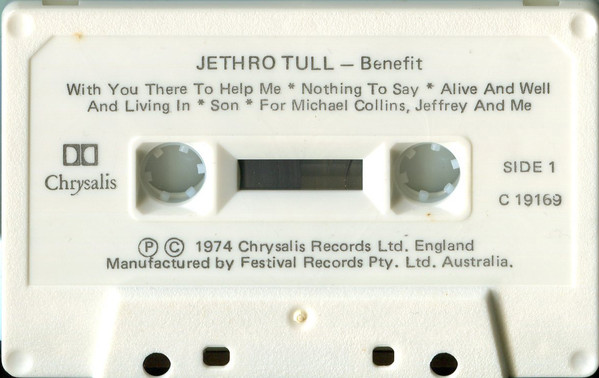 JETHRO TULL — Benefit
With You There To Help Me * Nothing To Say * Alive And Well
And Living In * Son * For Michael Collins, Jeffrey And Me
Chrysalis
SIDE 1
C 19169
Ⓟ Ⓒ 1974 Chrysalis Records Ltd. England
Manufactured by Festival Records Pty. Ltd. Australia.